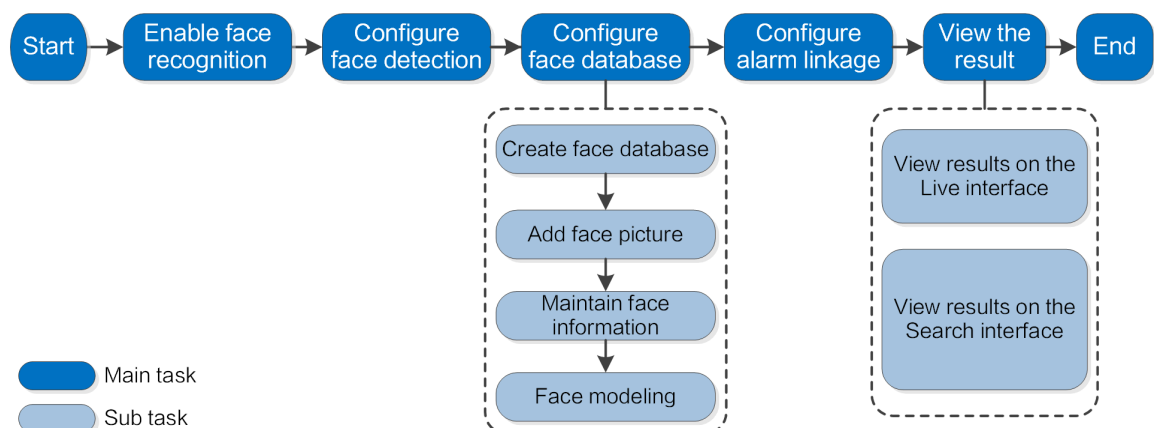 Start
Enable face
recognition
Configure
face detection
Configure
face database
Configure
alarm linkage
View the
result
End
Create face database
Add face picture
Maintain face
information
Face modeling
View results on the
Live interface
View results on the
Search interface
Main task
Sub task